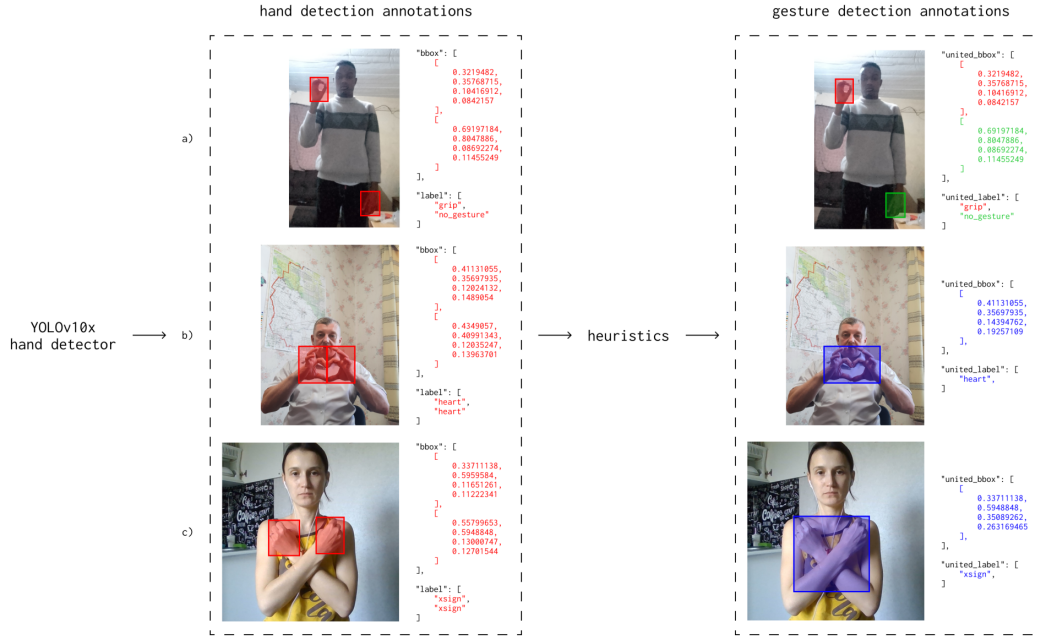 hand detection annotations
gesture detection annotations
a)
"bbox": [
[
0.3219482,
0.35768715,
0.10416912,
0.0842157
],
[
0.69197184,
0.8047886,
0.08692274,
0.11455249
]
],
"label": [
"grip",
"no_gesture"
]
"united_bbox": [
[
0.3219482,
0.35768715,
0.10416912,
0.0842157
],
[
0.69197184,
0.8047886,
0.08692274,
0.11455249
]
],
"united_label": [
"grip",
"no_gesture"
]
YOLOv10x
hand detector
b)
"bbox": [
[
0.41131055,
0.35697935,
0.12024132,
0.1489054
],
[
0.4349057,
0.40991343,
0.12035247,
0.13963701
]
],
"label": [
"heart",
"heart"
]
heuristics
"united_bbox": [
[
0.41131055,
0.35697935,
0.14394762,
0.19257109
],
],
"united_label": [
"heart",
]
c)
"bbox": [
[
0.33711138,
0.5959584,
0.11651261,
0.11222341
],
[
0.55799653,
0.5948848,
0.13000747,
0.12701544
]
],
"label": [
"xsign",
"xsign"
]
"united_bbox": [
[
0.33711138,
0.5948848,
0.35089262,
0.263169465
],
],
"united_label": [
"xsign",
]